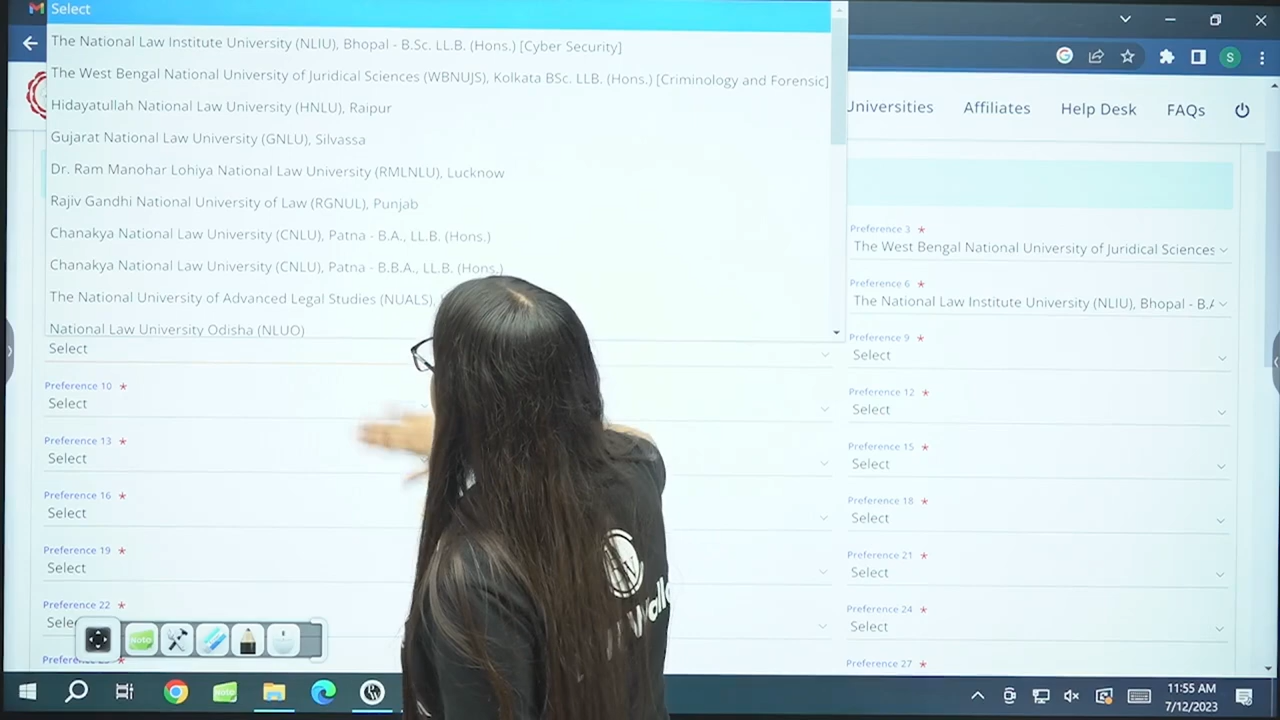 Select
The National Law Institute University (NLIU), Bhopal - B.Sc. LL.B. (Hons.) [Cyber Security]
The West Bengal National University of Juridical Sciences (WBNUJS), Kolkata BSc. LLB. (Hons.) [Criminology and Forensic]
Hidayatullah National Law University (HNLU), Raipur
Gujarat National Law University (GNLU), Silvassa
Dr. Ram Manohar Lohiya National Law University (RMLNLU), Lucknow
Rajiv Gandhi National University of Law (RGNUL), Punjab
Chanakya National Law University (CNLU), Patna - B.A., LL.B. (Hons.)
Chanakya National Law University (CNLU), Patna - B.B.A., LL.B. (Hons.)
The National University of Advanced Legal Studies (NUALS),
National Law University Odisha (NLUO)
S
Universities Affiliates Help Desk FAQs
Preference 3 *
The West Bengal National University of Juridical Sciences
Preference 6 *
The National Law Institute University (NLIU), Bhopal - B.A
Preference 9 *
Select Select
Preference 10 * Preference 12 *
Select Select
Preference 13 * Preference 15 *
Select Select
Preference 16 * Preference 18 *
Select Select
Preference 19 * Preference 21 *
Select Select
Preference 22 * Preference 24 *
Sele Select
Prefere Preference 27 *
Note
Note
11:55 AM
7/12/2023